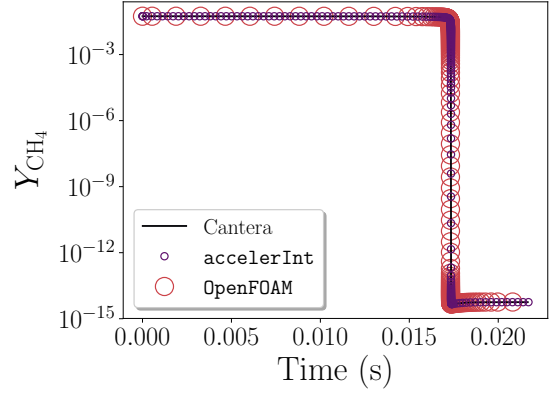 10⁻³
10⁻⁶
10⁻⁹
10⁻¹²
10⁻¹⁵
Y_CH₄
Cantera
accelerInt
OpenFOAM
0.000 0.005 0.010 0.015 0.020
Time (s)